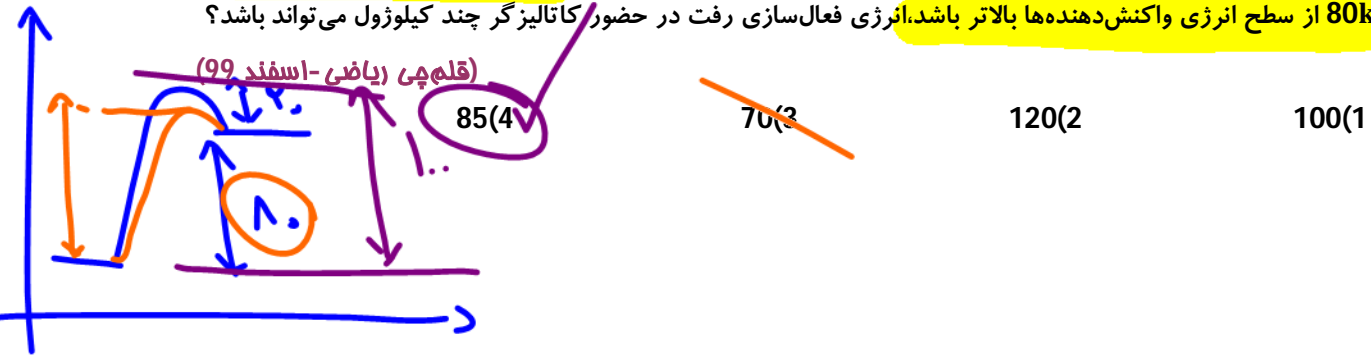 80k از سطح انرژی واکنش‌دهنده‌ها بالاتر باشد،انرژی فعال‌سازی رفت در حضور کاتالیزگر چند کیلوژول می‌تواند باشد؟
(قلم‌چی ریاضی -اسفند 99)
100(1 120(2 70(3 85(4
۲۰
۱۰۰
۸۰